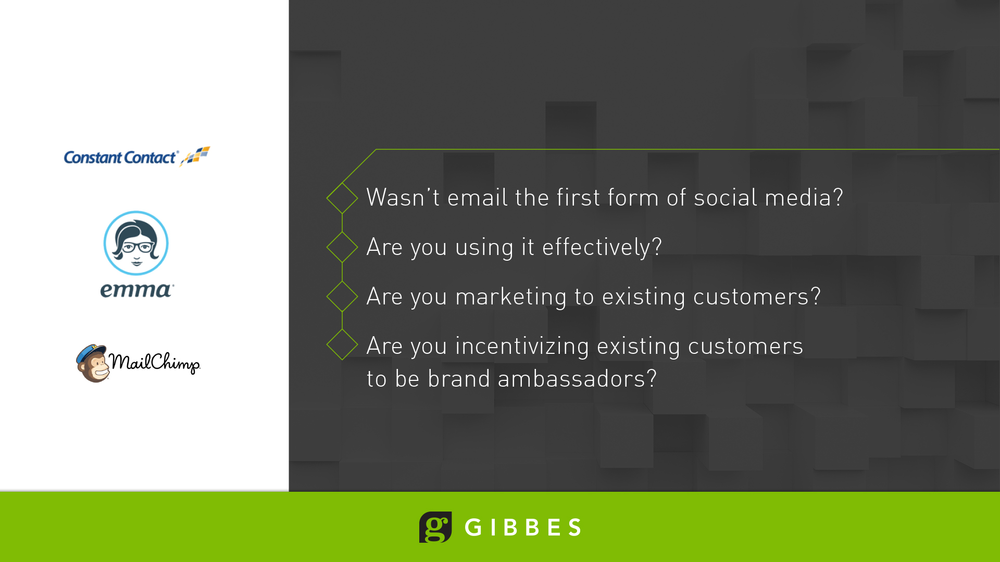 Constant Contact®
emma®
MailChimp
Wasn’t email the first form of social media?
Are you using it effectively?
Are you marketing to existing customers?
Are you incentivizing existing customers
to be brand ambassadors?
g GIBBES